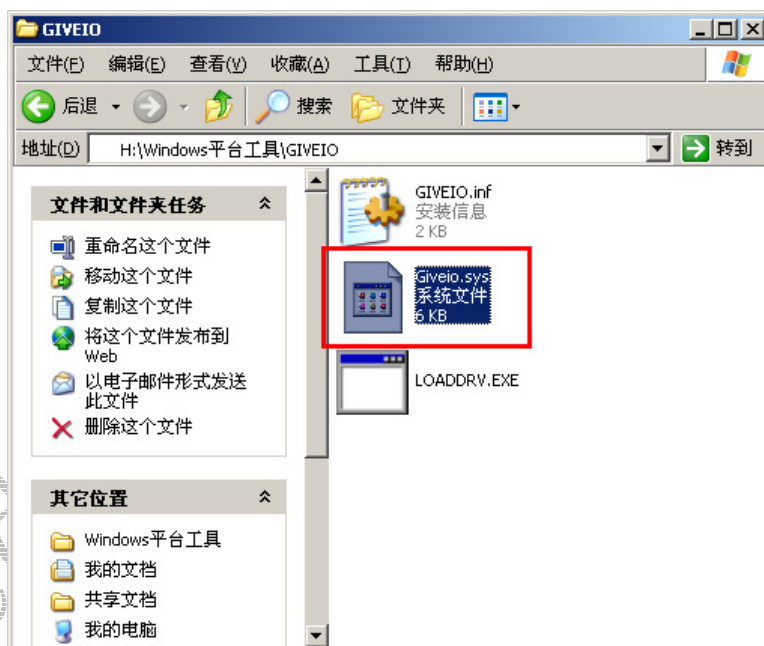 GIVEIO
文件(F) 编辑(E) 查看(V) 收藏(A) 工具(T) 帮助(H)
后退 搜索 文件夹
地址(D) H:\Windows平台工具\GIVEIO 转到
文件和文件夹任务
重命名这个文件
移动这个文件
复制这个文件
将这个文件发布到
Web
以电子邮件形式发送
此文件
删除这个文件
其它位置
Windows平台工具
我的文档
共享文档
我的电脑
GIVEIO.inf
安装信息
2 KB
Giveio.sys
系统文件
6 KB
LOADDRV.EXE